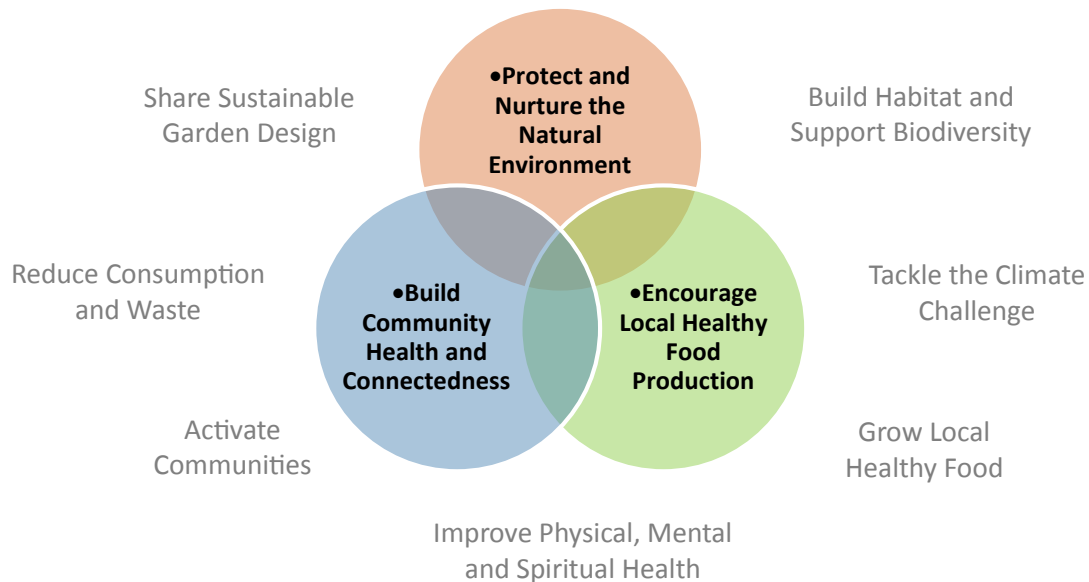 •Protect and
Nurture the
Natural
Environment
Share Sustainable
Garden Design
Build Habitat and
Support Biodiversity
Reduce Consumption
and Waste
•Build
Community
Health and
Connectedness
•Encourage
Local Healthy
Food
Production
Tackle the Climate
Challenge
Activate
Communities
Grow Local
Healthy Food
Improve Physical, Mental
and Spiritual Health